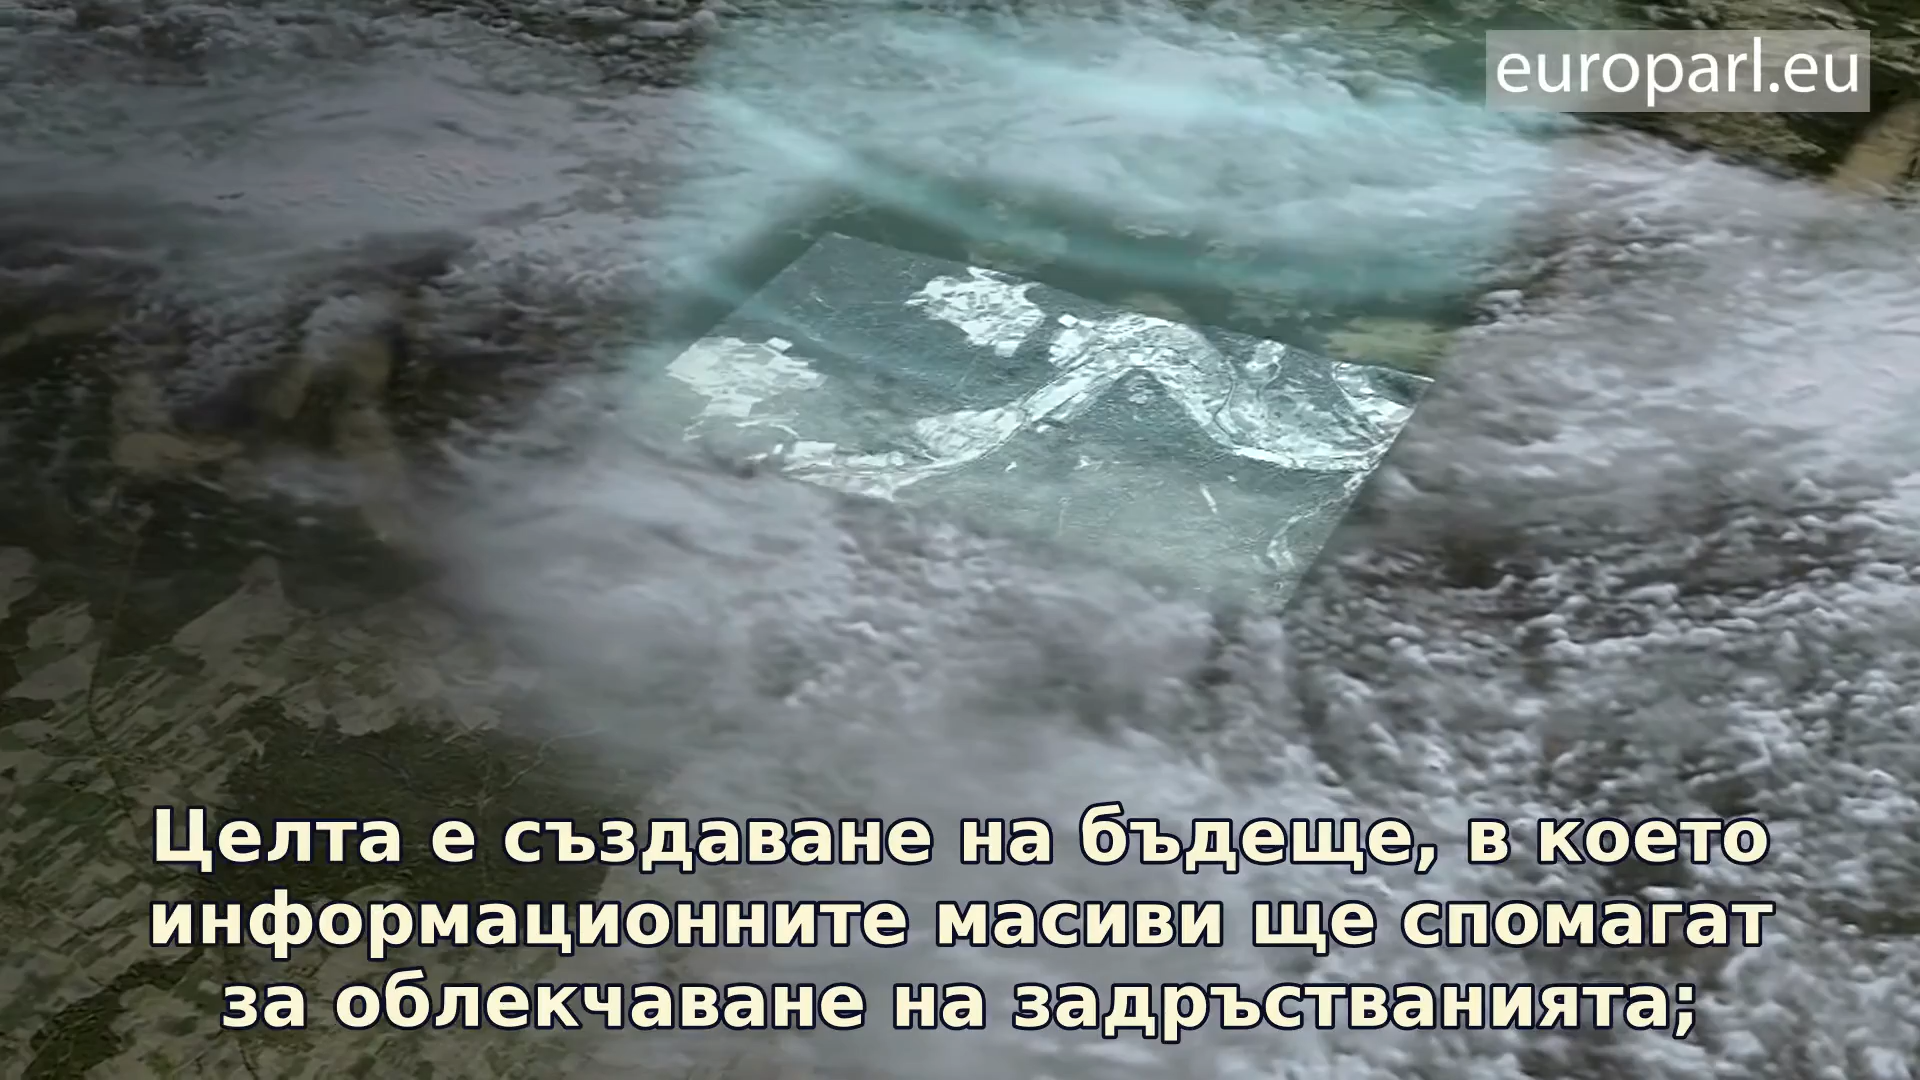 europarl.eu
Целта е създаване на бъдеще, в което
информационните масиви ще спомагат
за облекчаване на задръстванията;